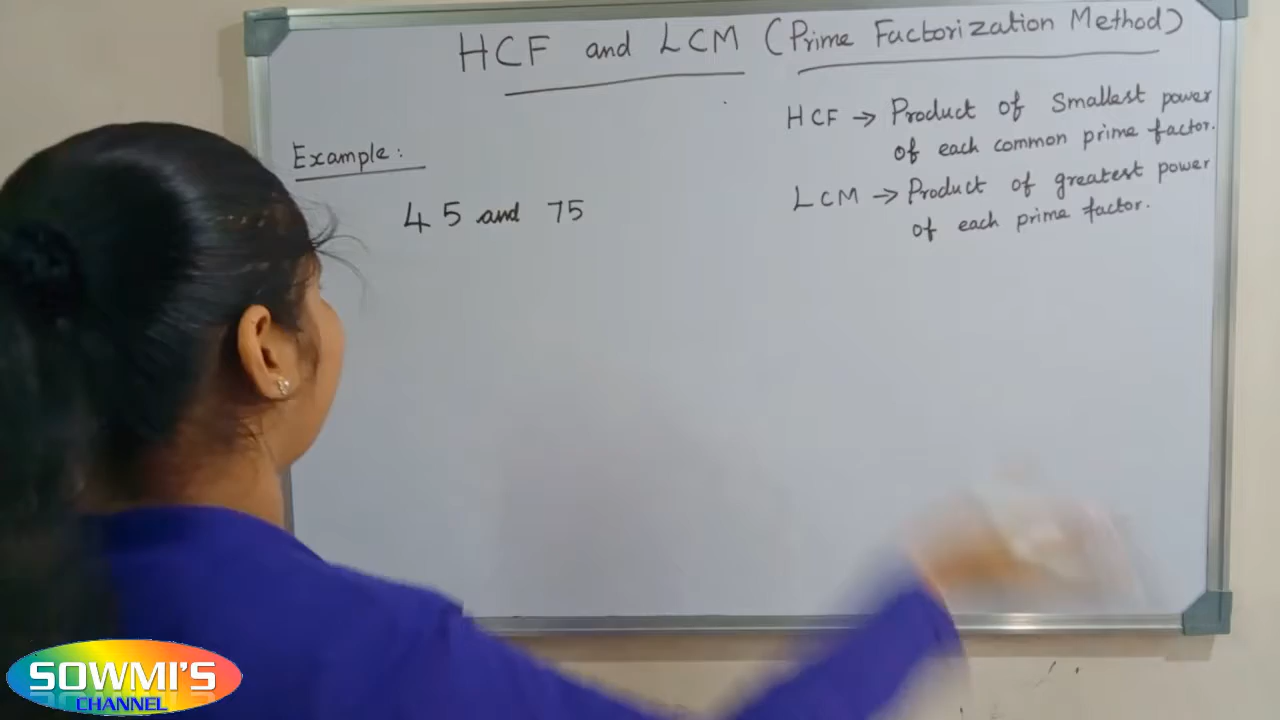 HCF and LCM (Prime Factorization Method)
HCF → Product of smallest power
of each common prime factor.
Example:
LCM → Product of greatest power
of each prime factor.
45 and 75
SOWMI'S
CHANNEL